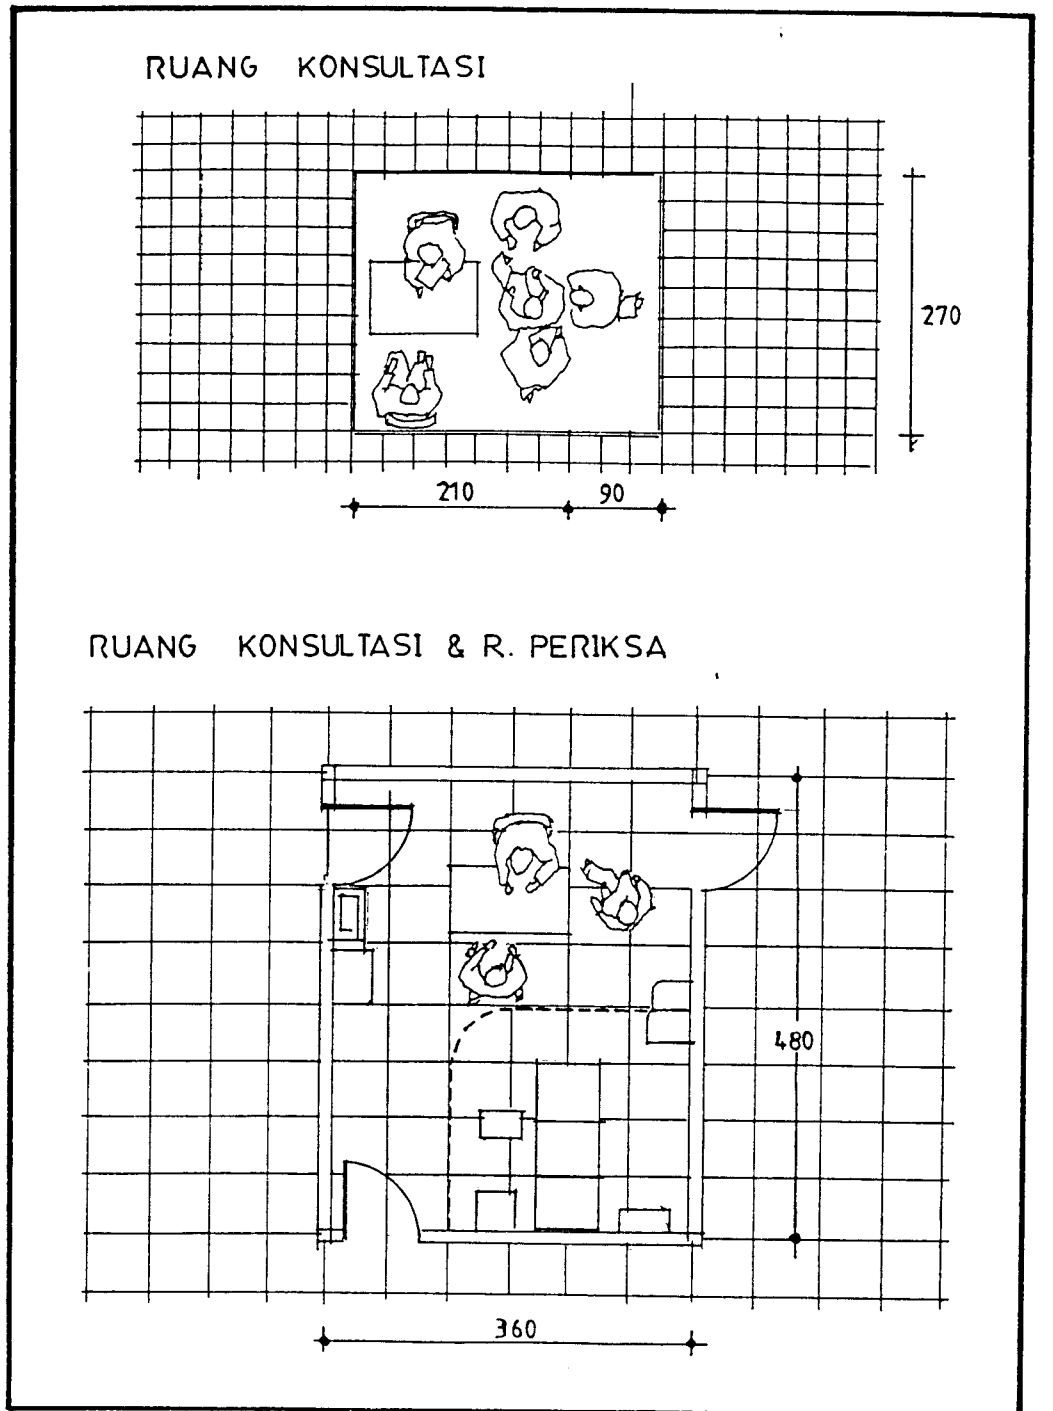 RUANG KONSULTASI
270
210 90
RUANG KONSULTASI & R. PERIKSA
480
360